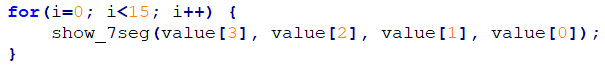 for(i=0; i<15; i++) {
    show_7seg(value[3], value[2], value[1], value[0]);
}